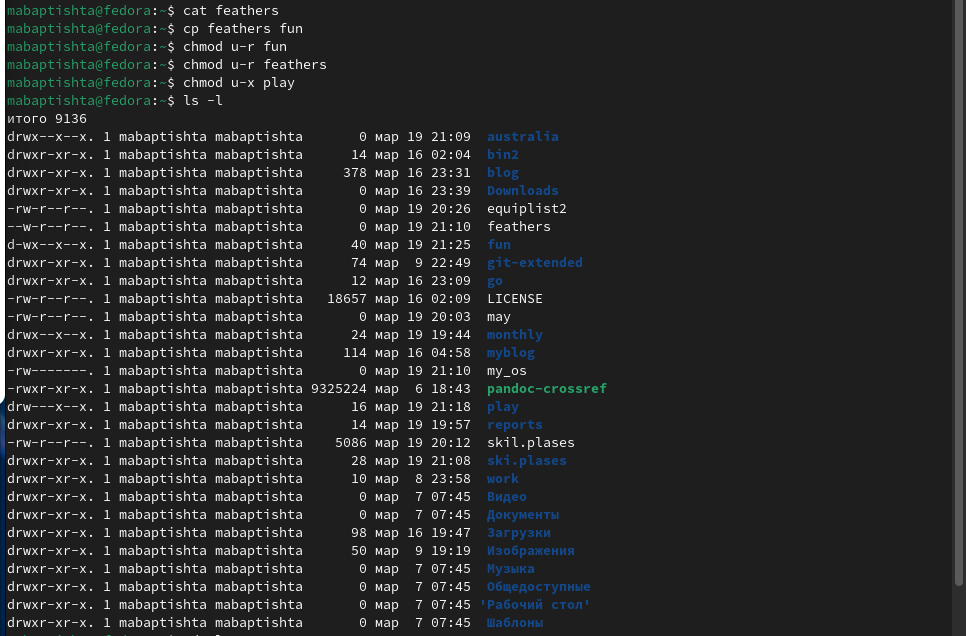 mabaptishta@fedora:~$ cat feathers
mabaptishta@fedora:~$ cp feathers fun
mabaptishta@fedora:~$ chmod u-r fun
mabaptishta@fedora:~$ chmod u-r feathers
mabaptishta@fedora:~$ chmod u-x play
mabaptishta@fedora:~$ ls -l
итого 9136
drwx--x--x. 1 mabaptishta mabaptishta       0 мар 19 21:09  australia
drwxr-xr-x. 1 mabaptishta mabaptishta      14 мар 16 02:04  bin2
drwxr-xr-x. 1 mabaptishta mabaptishta     378 мар 16 23:31  blog
drwxr-xr-x. 1 mabaptishta mabaptishta       0 мар 16 23:39  Downloads
-rw-r--r--. 1 mabaptishta mabaptishta       0 мар 19 20:26  equiplist2
--w-r--r--. 1 mabaptishta mabaptishta       0 мар 19 21:10  feathers
d-wx--x--x. 1 mabaptishta mabaptishta      40 мар 19 21:25  fun
drwxr-xr-x. 1 mabaptishta mabaptishta      74 мар  9 22:49  git-extended
drwxr-xr-x. 1 mabaptishta mabaptishta      12 мар 16 23:09  go
-rw-r--r--. 1 mabaptishta mabaptishta   18657 мар 16 02:09  LICENSE
-rw-r--r--. 1 mabaptishta mabaptishta       0 мар 19 20:03  may
drwx--x--x. 1 mabaptishta mabaptishta      24 мар 19 19:44  monthly
drwxr-xr-x. 1 mabaptishta mabaptishta     114 мар 16 04:58  myblog
-rw-------. 1 mabaptishta mabaptishta       0 мар 19 21:10  my_os
-rwxr-xr-x. 1 mabaptishta mabaptishta 9325224 мар  6 18:43  pandoc-crossref
drw---x--x. 1 mabaptishta mabaptishta      16 мар 19 21:18  play
drwxr-xr-x. 1 mabaptishta mabaptishta      14 мар 19 19:57  reports
-rw-r--r--. 1 mabaptishta mabaptishta    5086 мар 19 20:12  skil.plases
drwxr-xr-x. 1 mabaptishta mabaptishta      28 мар 19 21:08  ski.plases
drwxr-xr-x. 1 mabaptishta mabaptishta      10 мар  8 23:58  work
drwxr-xr-x. 1 mabaptishta mabaptishta       0 мар  7 07:45  Видео
drwxr-xr-x. 1 mabaptishta mabaptishta       0 мар  7 07:45  Документы
drwxr-xr-x. 1 mabaptishta mabaptishta      98 мар 16 19:47  Загрузки
drwxr-xr-x. 1 mabaptishta mabaptishta      50 мар  9 19:19  Изображения
drwxr-xr-x. 1 mabaptishta mabaptishta       0 мар  7 07:45  Музыка
drwxr-xr-x. 1 mabaptishta mabaptishta       0 мар  7 07:45  Общедоступные
drwxr-xr-x. 1 mabaptishta mabaptishta       0 мар  7 07:45 'Рабочий стол'
drwxr-xr-x. 1 mabaptishta mabaptishta       0 мар  7 07:45  Шаблоны